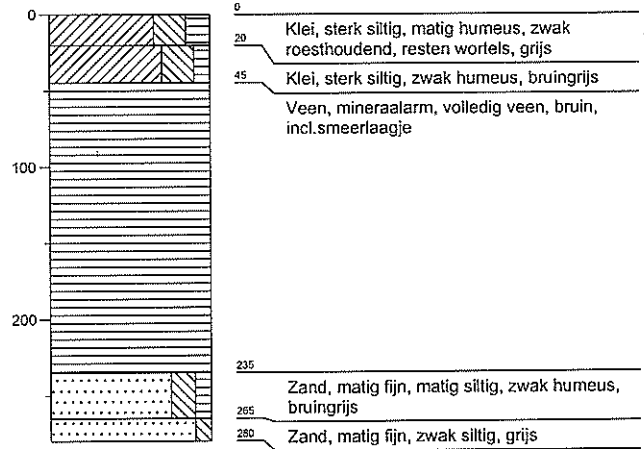 0
0
Klei, sterk siltig, matig humeus, zwak
20
roesthoudend, resten wortels, grijs
45
Klei, sterk siltig, zwak humeus, bruingrijs
Veen, mineraalarm, volledig veen, bruin,
incl.smeerlaagje
100
200
235
Zand, matig fijn, matig siltig, zwak humeus,
bruingrijs
265
280
Zand, matig fijn, zwak siltig, grijs